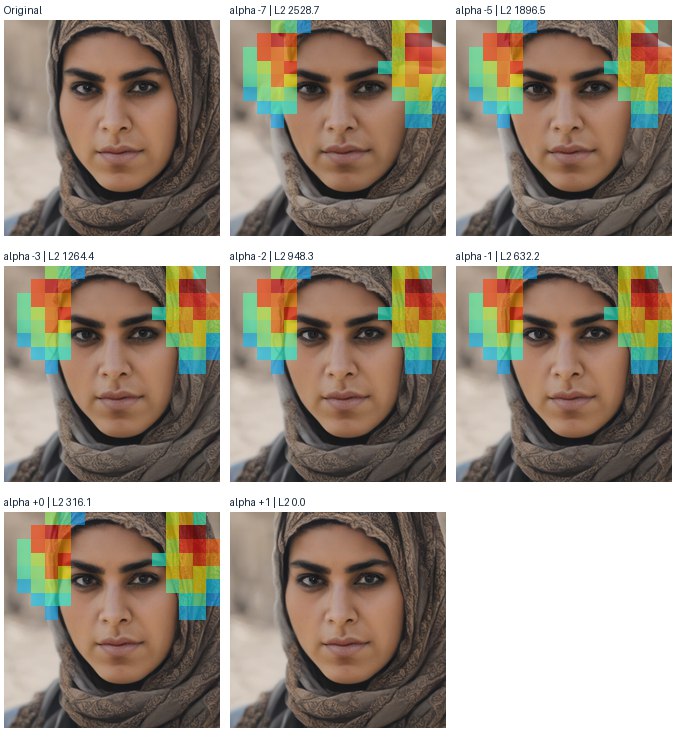 Original
alpha -7 | L2 2528.7
alpha -5 | L2 1896.5
alpha -3 | L2 1264.4
alpha -2 | L2 948.3
alpha -1 | L2 632.2
alpha +0 | L2 316.1
alpha +1 | L2 0.0